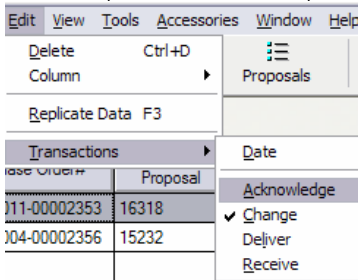 Edit View Tools Accessories Window Help
Delete Ctrl+D
Column
Proposals
Replicate Data F3
Transactions
Date
Order# Proposal
Acknowledge
011-00002353 16318
Change
004-00002356 15232
Deliver
Receive